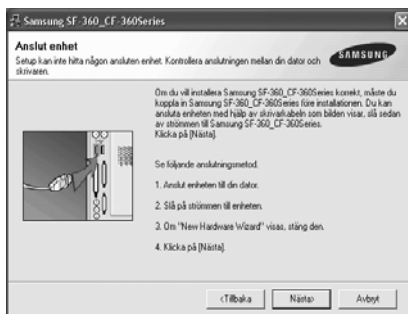 Samsung SF-360_CF-360Series
Anslut enhet
Setup kan inte hitta någon ansluten enhet. Kontrollera anslutningen mellan din dator och
skrivaren.
SAMSUNG
Om du vill installera Samsung SF-360_CF-360Series korrekt, måste du
koppla in Samsung SF-360_CF-360Series före installationen. Du kan
ansluta enheten med hjälp av skrivarkabeln som bilden visar, slå sedan
av strömmen till Samsung SF-360_CF-360Series.
Klicka på [Nästa].
Se följande anslutningsmetod.
1. Anslut enheten till din dator.
2. Slå på strömmen till enheten.
3. Om "New Hardware Wizard" visas, stäng den.
4. Klicka på [Nästa].
<Tillbaka
Nästa>
Avbryt